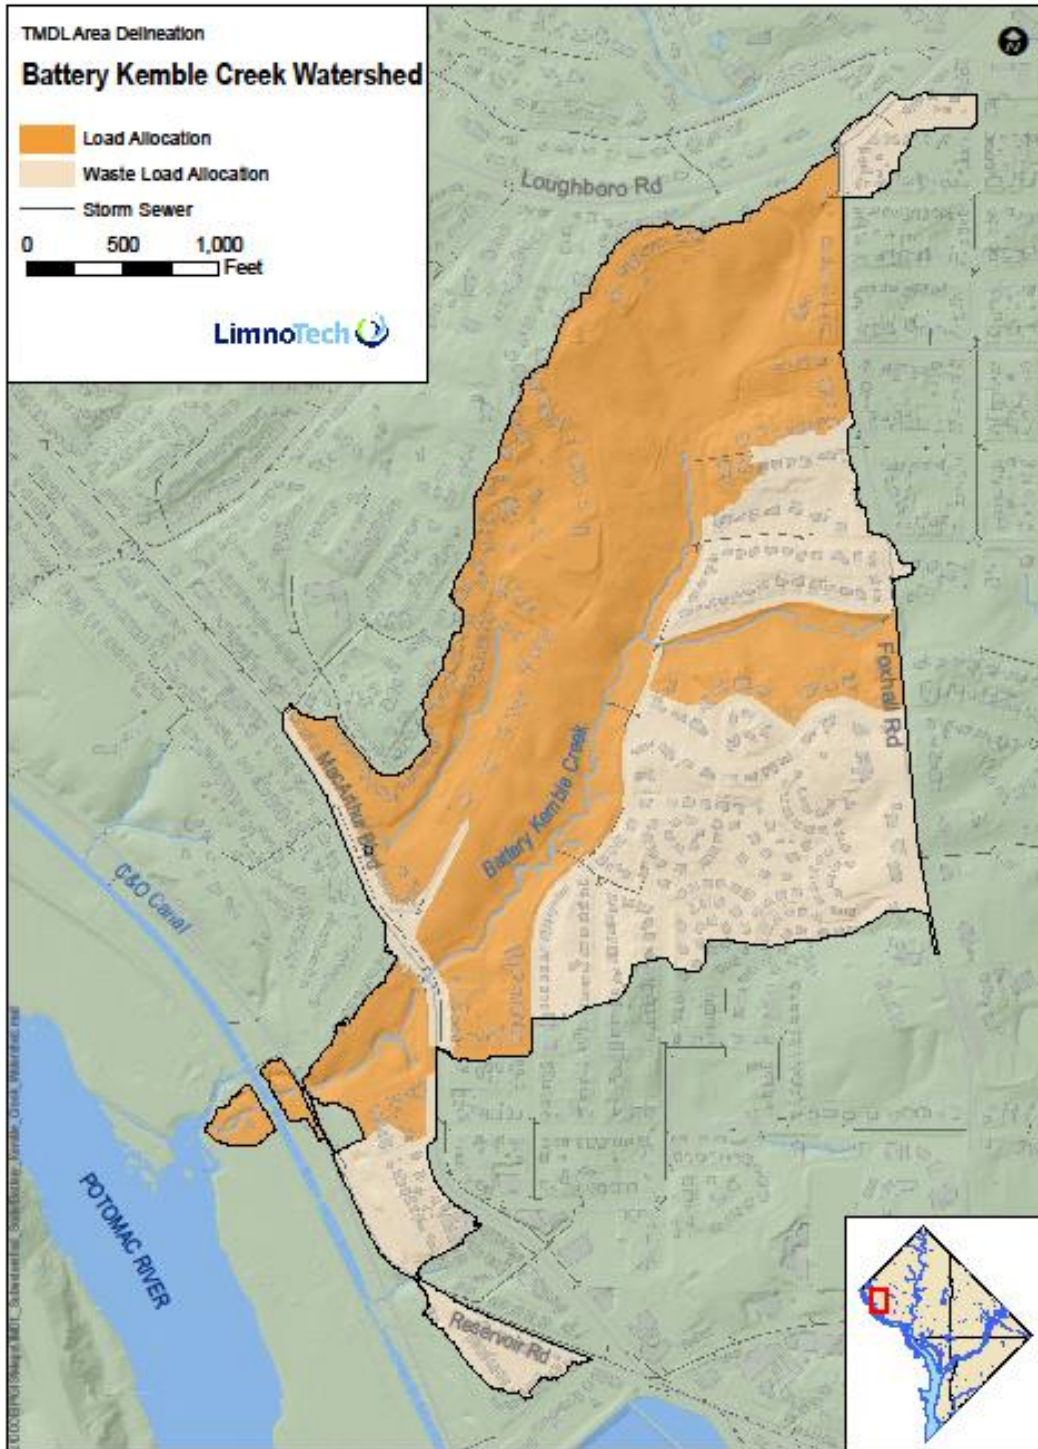 TMDL Area Delineation
Battery Kemble Creek Watershed
Load Allocation
Waste Load Allocation
Storm Sewer
0 500 1,000
Feet
LimnoTech
N
Loughboro Rd
Foxhall Rd
MacArthur Blvd
Battery Kemble Creek
C&O Canal
POTOMAC RIVER
Reservoir Rd